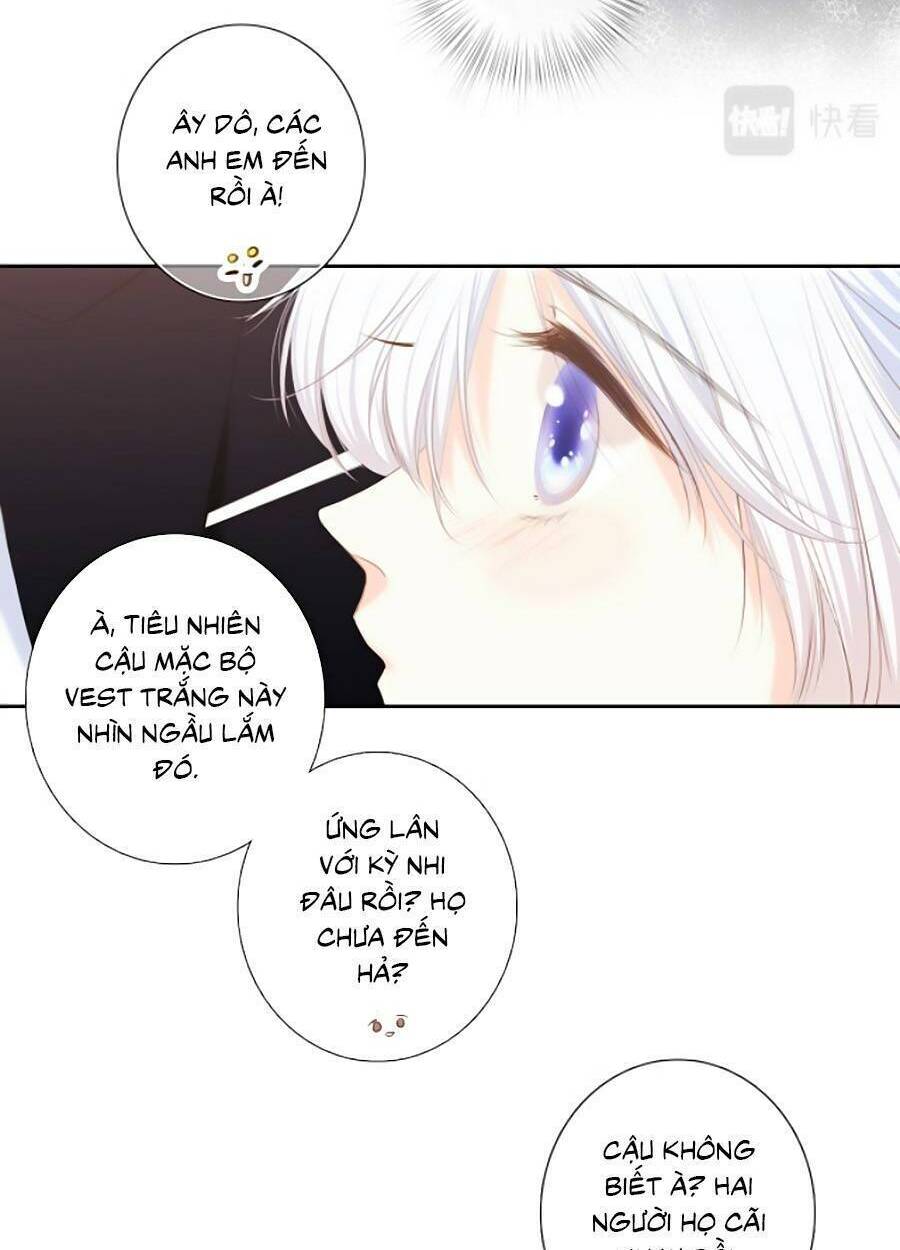 快看! 快看
ÂY DÔ, CÁC
ANH EM ĐẾN
RỒI À!
À, TIÊU NHIÊN
CẬU MẶC BỘ
VEST TRẮNG NÀY
NHÌN NGẦU LẮM
ĐÓ.
ỨNG LÂN
VỚI KỲ NHI
ĐÂU RỒI? HỌ
CHƯA ĐẾN
HẢ?
CẬU KHÔNG
BIẾT À? HAI
NGƯỜI HỌ CÃI